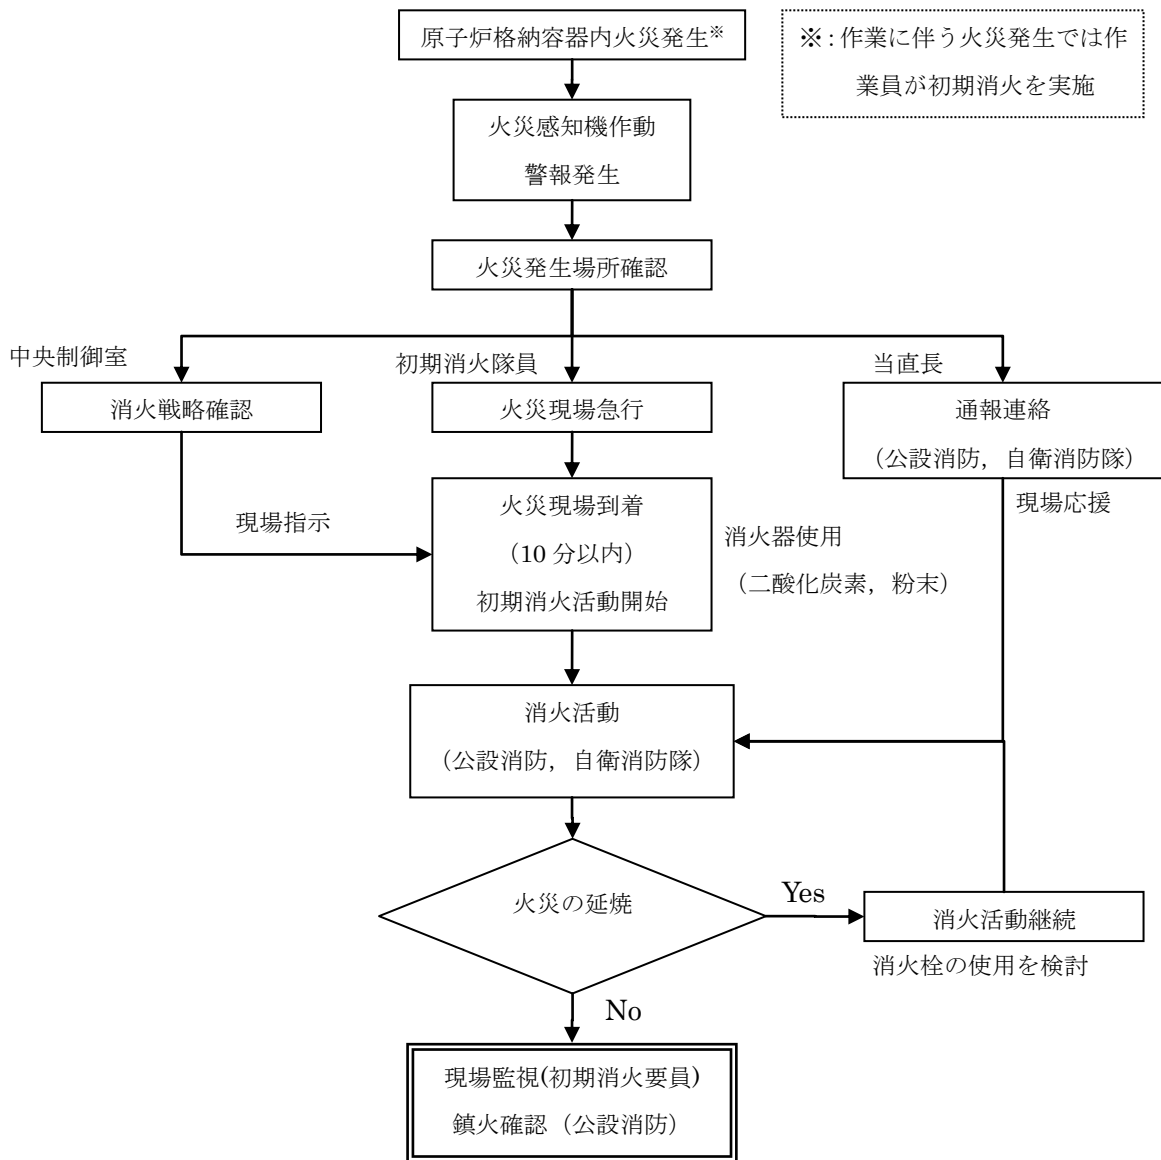 原子炉格納容器内火災発生※
※：作業に伴う火災発生では作
業員が初期消火を実施
火災感知機作動
警報発生
火災発生場所確認
中央制御室
初期消火隊員
当直長
消火戦略確認
火災現場急行
通報連絡
（公設消防，自衛消防隊）
現場応援
現場指示
火災現場到着
（10 分以内）
初期消火活動開始
消火器使用
（二酸化炭素，粉末）
消火活動
（公設消防，自衛消防隊）
火災の延焼
Yes
消火活動継続
消火栓の使用を検討
No
現場監視(初期消火要員)
鎮火確認（公設消防）